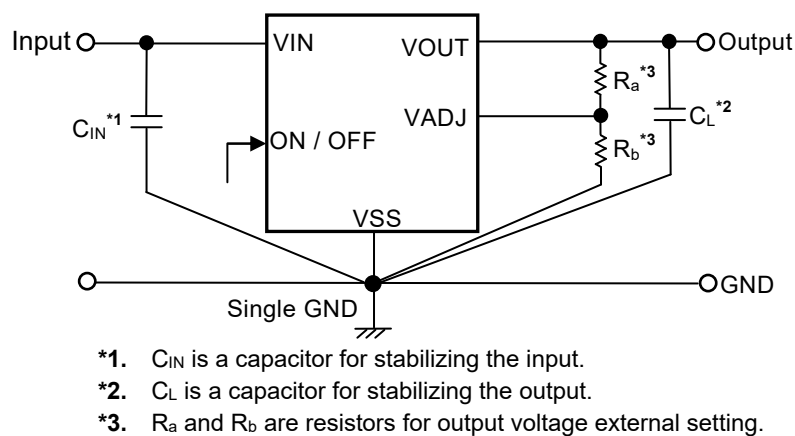 Input
VIN
VOUT
Output
Ra*3
CIN*1
VADJ
CL*2
ON / OFF
Rb*3
VSS
GND
Single GND
*1. CIN is a capacitor for stabilizing the input.
*2. CL is a capacitor for stabilizing the output.
*3. Ra and Rb are resistors for output voltage external setting.